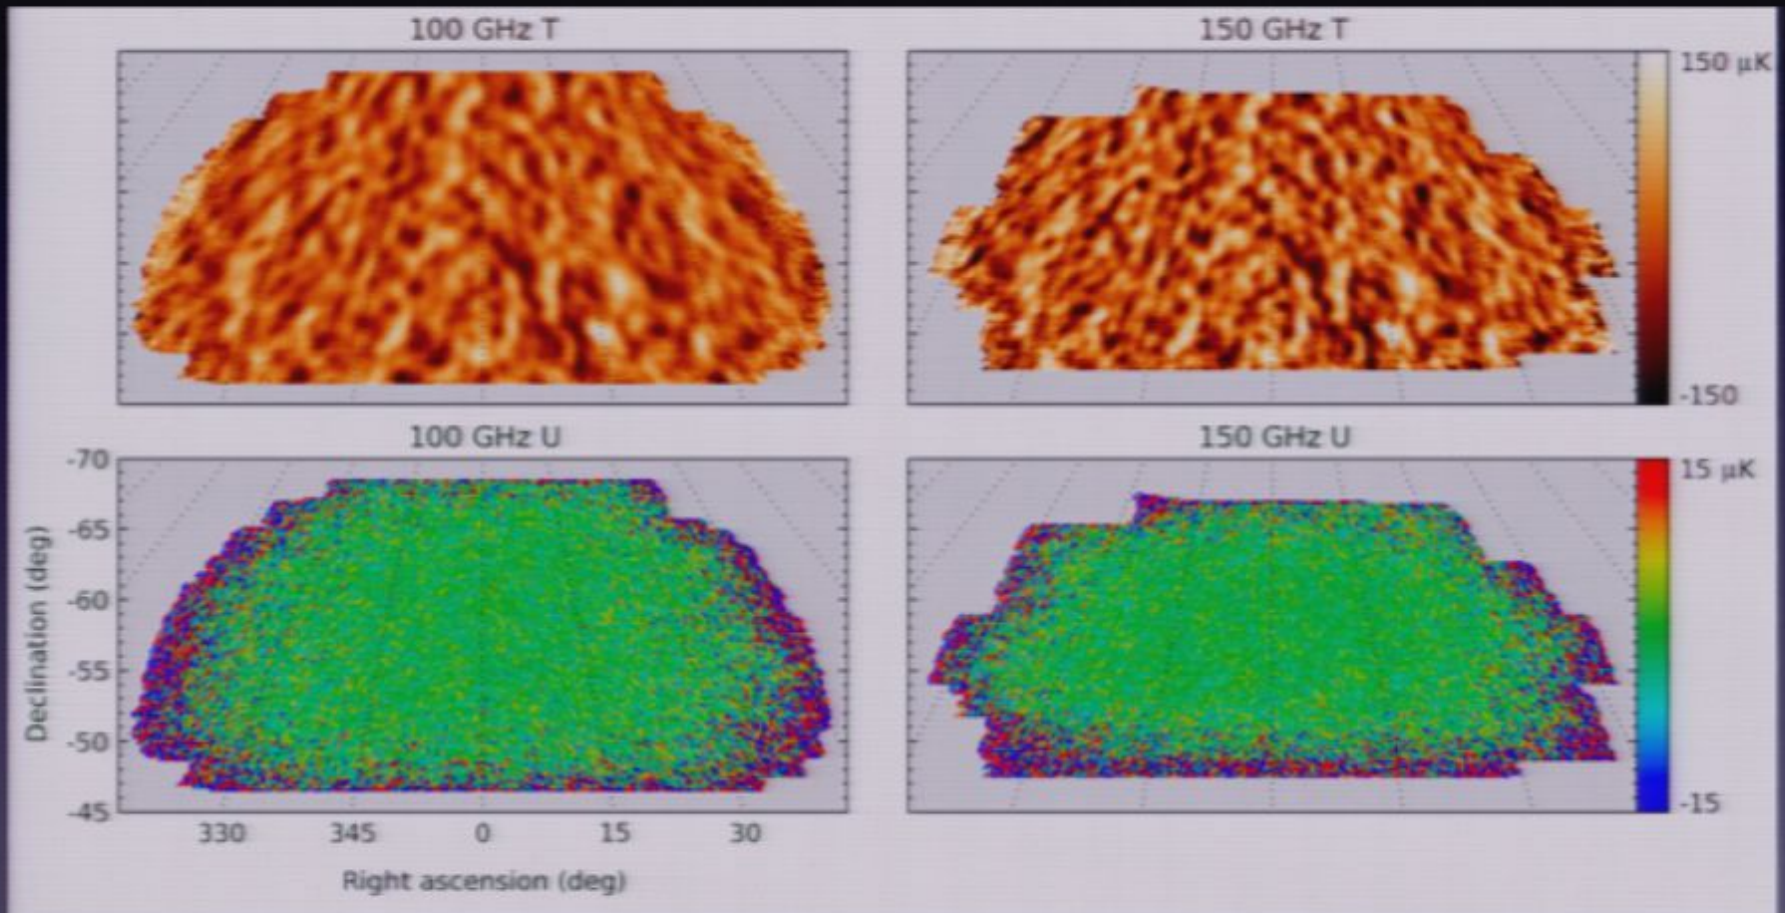 100 GHz T
150 GHz T
150 µK
-150
100 GHz U
150 GHz U
-70
-65
-60
-55
-50
-45
Declination (deg)
15 µK
-15
330 345 0 15 30
Right ascension (deg)